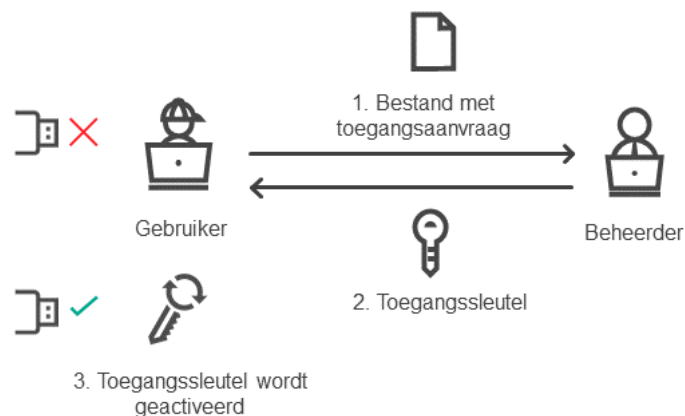 1. Bestand met
toegangsaanvraag
Gebruiker
Beheerder
2. Toegangssleutel
3. Toegangssleutel wordt
geactiveerd